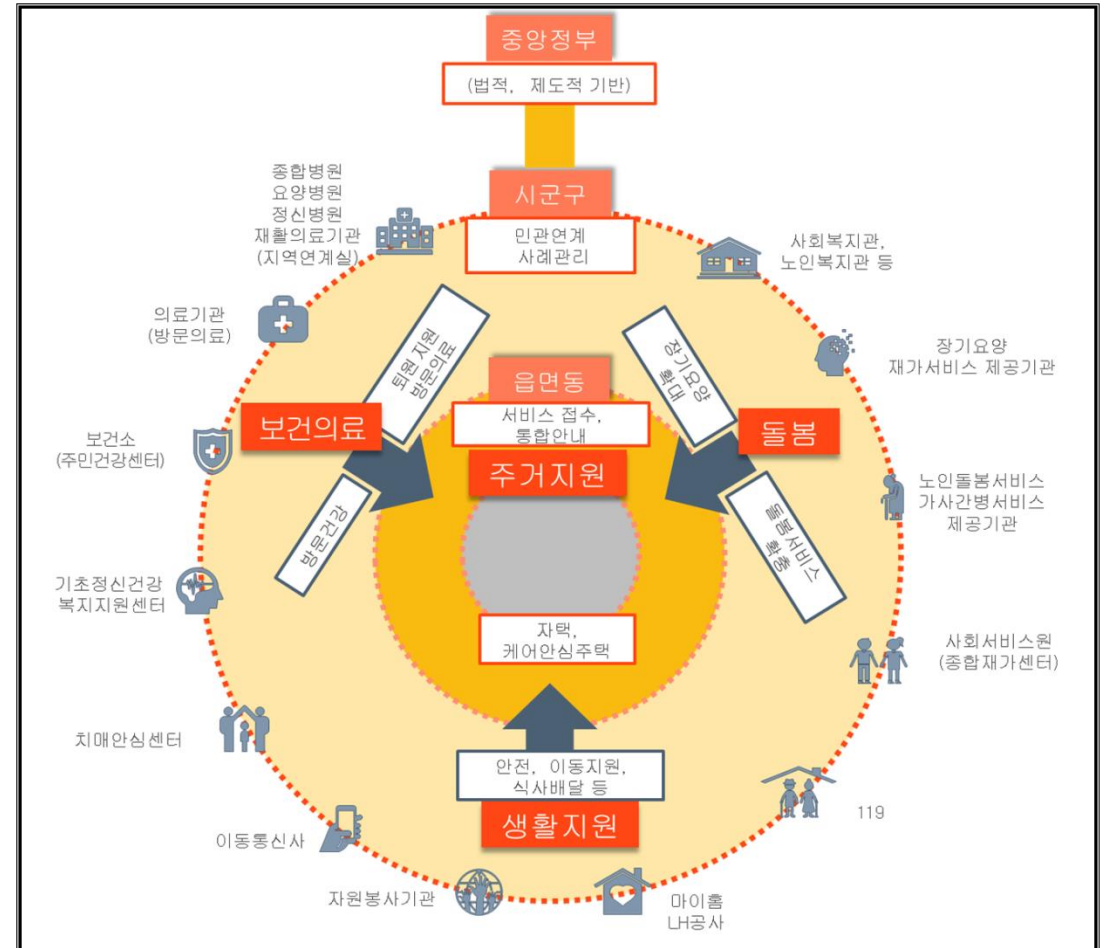 중앙정부
(법적, 제도적 기반)
시군구
민관연계
사례관리
종합병원
요양병원
정신병원
재활의료기관
(지역연계실)
사회복지관,
노인복지관 등
의료기관
(방문의료)
장기요양
재가서비스 제공기관
퇴원지원
방문의료
장기요양
확대
읍면동
서비스 접수,
통합안내
보건의료
돌봄
주거지원
보건소
(주민건강센터)
노인돌봄서비스
가사간병서비스
제공기관
방문건강
돌봄서비스
확충
기초정신건강
복지지원센터
자택,
케어안심주택
사회서비스원
(종합재가센터)
치매안심센터
안전, 이동지원,
식사배달 등
생활지원
119
이동통신사
자원봉사기관
마이홈
LH공사